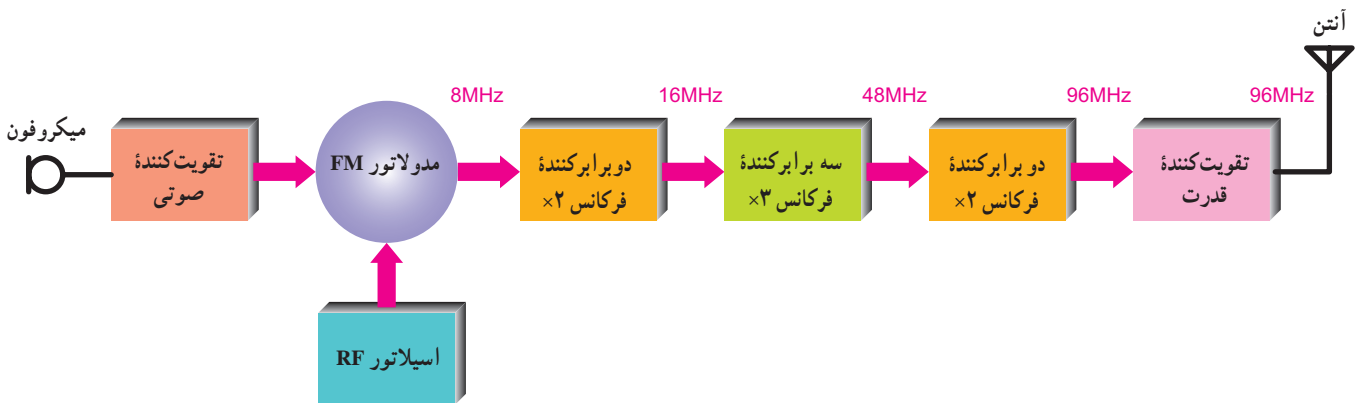 آنتن
8MHz
16MHz
48MHz
96MHz
96MHz
میکروفون
تقویت‌کنندهٔ
صوتی
مدولاتور FM
دوبرابرکنندهٔ
فرکانس ۲×
سه برابرکنندهٔ
فرکانس ۳×
دو برابرکنندهٔ
فرکانس ۲×
تقویت‌کنندهٔ
قدرت
اسیلاتور RF